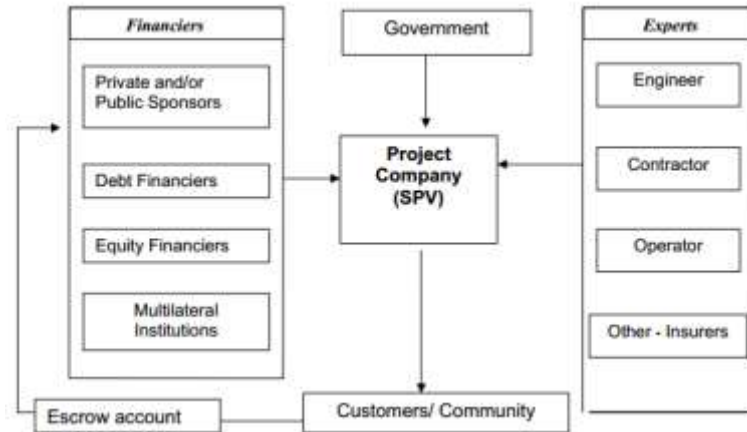 Financiers
Private and/or
Public Sponsors
Debt Financiers
Equity Financiers
Multilateral
Institutions
Escrow account
Government
Project
Company
(SPV)
Customers/ Community
Experts
Engineer
Contractor
Operator
Other - Insurers